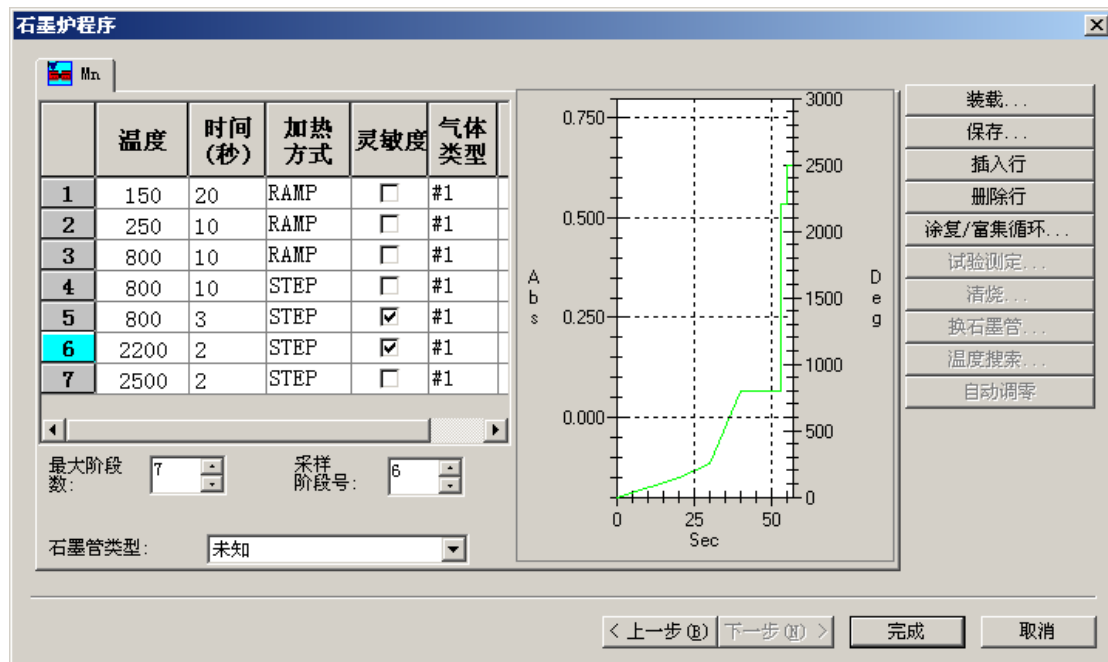 石墨炉程序
Mn
温度 时间(秒) 加热方式 灵敏度 气体类型
1 150 20 RAMP #1
2 250 10 RAMP #1
3 800 10 RAMP #1
4 800 10 STEP #1
5 800 3 STEP #1
6 2200 2 STEP #1
7 2500 2 STEP #1
最大阶段数: 7 采样阶段号: 6
石墨管类型: 未知
0.750
0.500
0.250
0.000
Abs
3000
2500
2000
1500
1000
500
0
Deg
0 25 50
Sec
装载...
保存...
插入行
删除行
涂复/富集循环...
试验测定...
清烧...
换石墨管...
温度搜索...
自动调零
< 上一步(B) 下一步(N) > 完成 取消